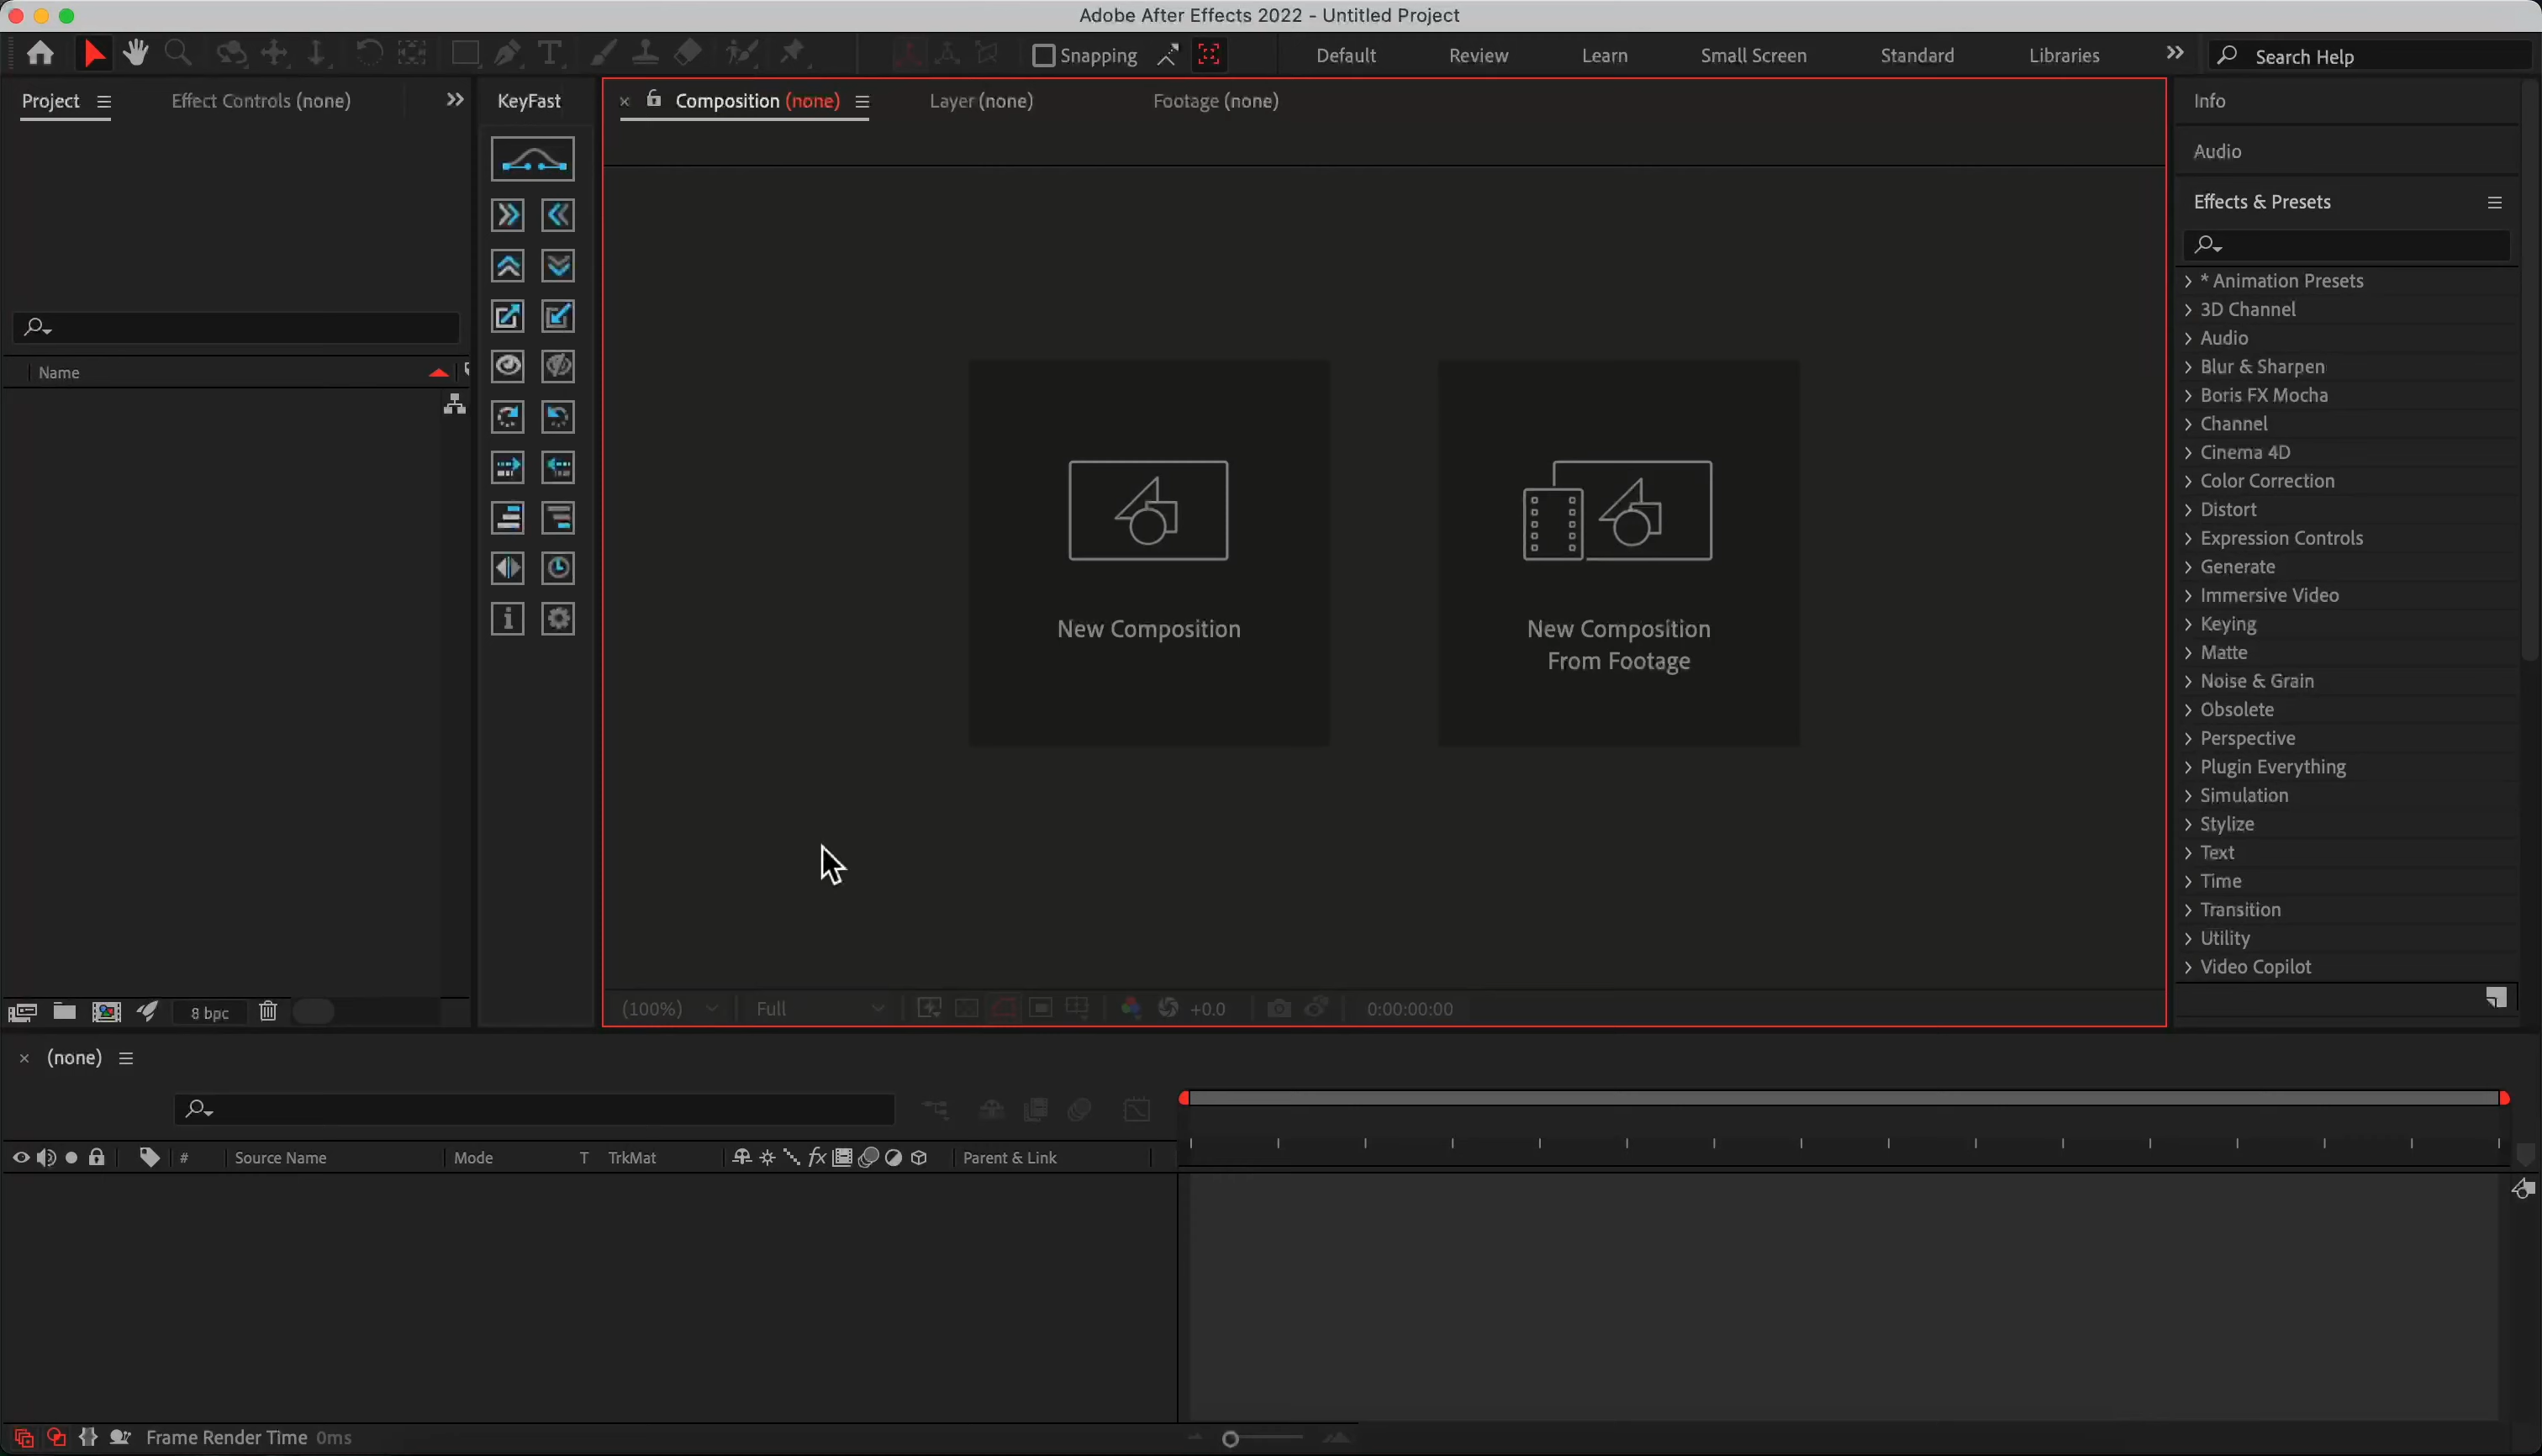 Adobe After Effects 2022 - Untitled Project
Snapping
Default
Review
Learn
Small Screen
Standard
Libraries
Search Help
Project
Effect Controls (none)
KeyFast
Composition (none)
Layer (none)
Footage (none)
Info
Audio
Effects & Presets
* Animation Presets
3D Channel
Audio
Blur & Sharpen
Boris FX Mocha
Channel
Cinema 4D
Color Correction
Distort
Expression Controls
Generate
Immersive Video
Keying
Matte
Noise & Grain
Obsolete
Perspective
Plugin Everything
Simulation
Stylize
Text
Time
Transition
Utility
Video Copilot
Name
New Composition
New Composition
From Footage
8 bpc
(100%)
Full
+0.0
0:00:00:00
(none)
#
Source Name
Mode
T
TrkMat
fx
Parent & Link
Frame Render Time 0ms